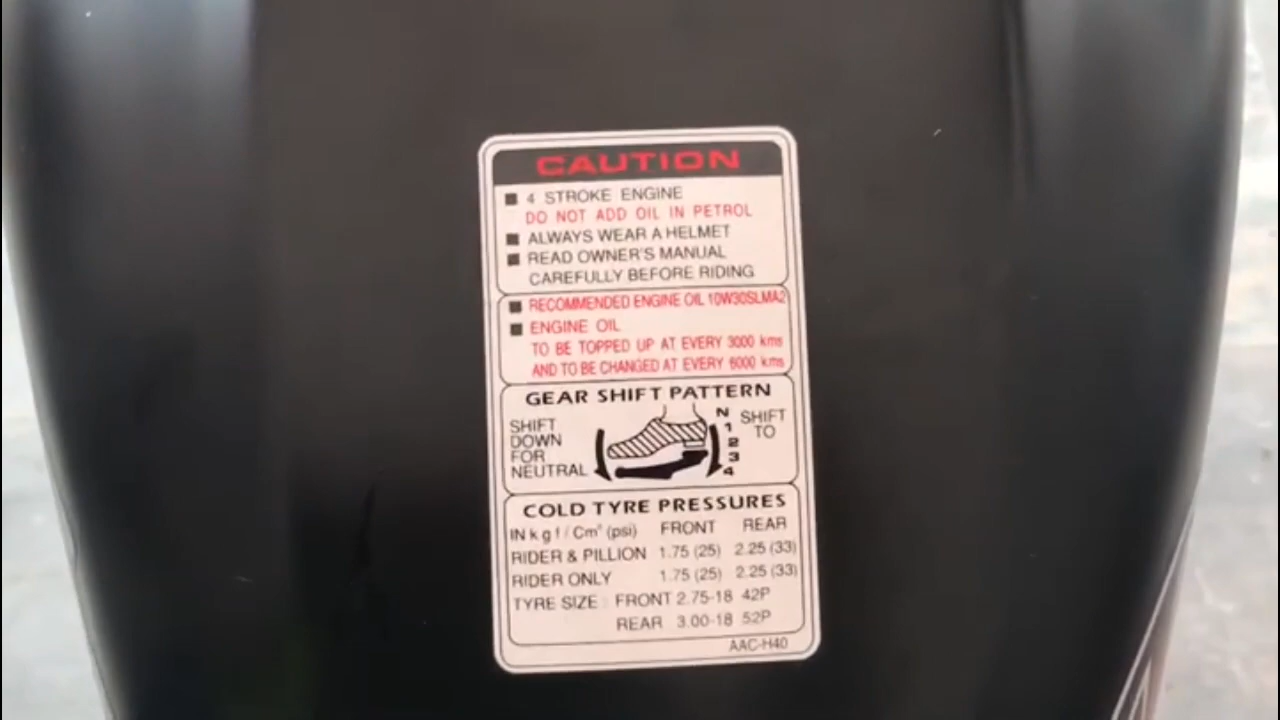 CAUTION
4 STROKE ENGINE
DO NOT ADD OIL IN PETROL
ALWAYS WEAR A HELMET
READ OWNER'S MANUAL
CAREFULLY BEFORE RIDING
RECOMMENDED ENGINE OIL 10W30SLMA2
ENGINE OIL
TO BE TOPPED UP AT EVERY 3000 kms
AND TO BE CHANGED AT EVERY 6000 kms
GEAR SHIFT PATTERN
SHIFT
DOWN
FOR
NEUTRAL
N
1
2
3
4
SHIFT
TO
COLD TYRE PRESSURES
IN k g f / Cm² (psi) FRONT REAR
RIDER & PILLION 1.75 (25) 2.25 (33)
RIDER ONLY 1.75 (25) 2.25 (33)
TYRE SIZE : FRONT 2.75-18 42P
REAR 3.00-18 52P
AAC-H40